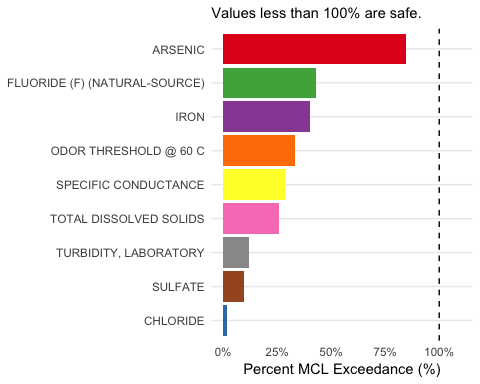 Values less than 100% are safe.
ARSENIC
FLUORIDE (F) (NATURAL-SOURCE)
IRON
ODOR THRESHOLD @ 60 C
SPECIFIC CONDUCTANCE
TOTAL DISSOLVED SOLIDS
TURBIDITY, LABORATORY
SULFATE
CHLORIDE
0% 25% 50% 75% 100%
Percent MCL Exceedance (%)